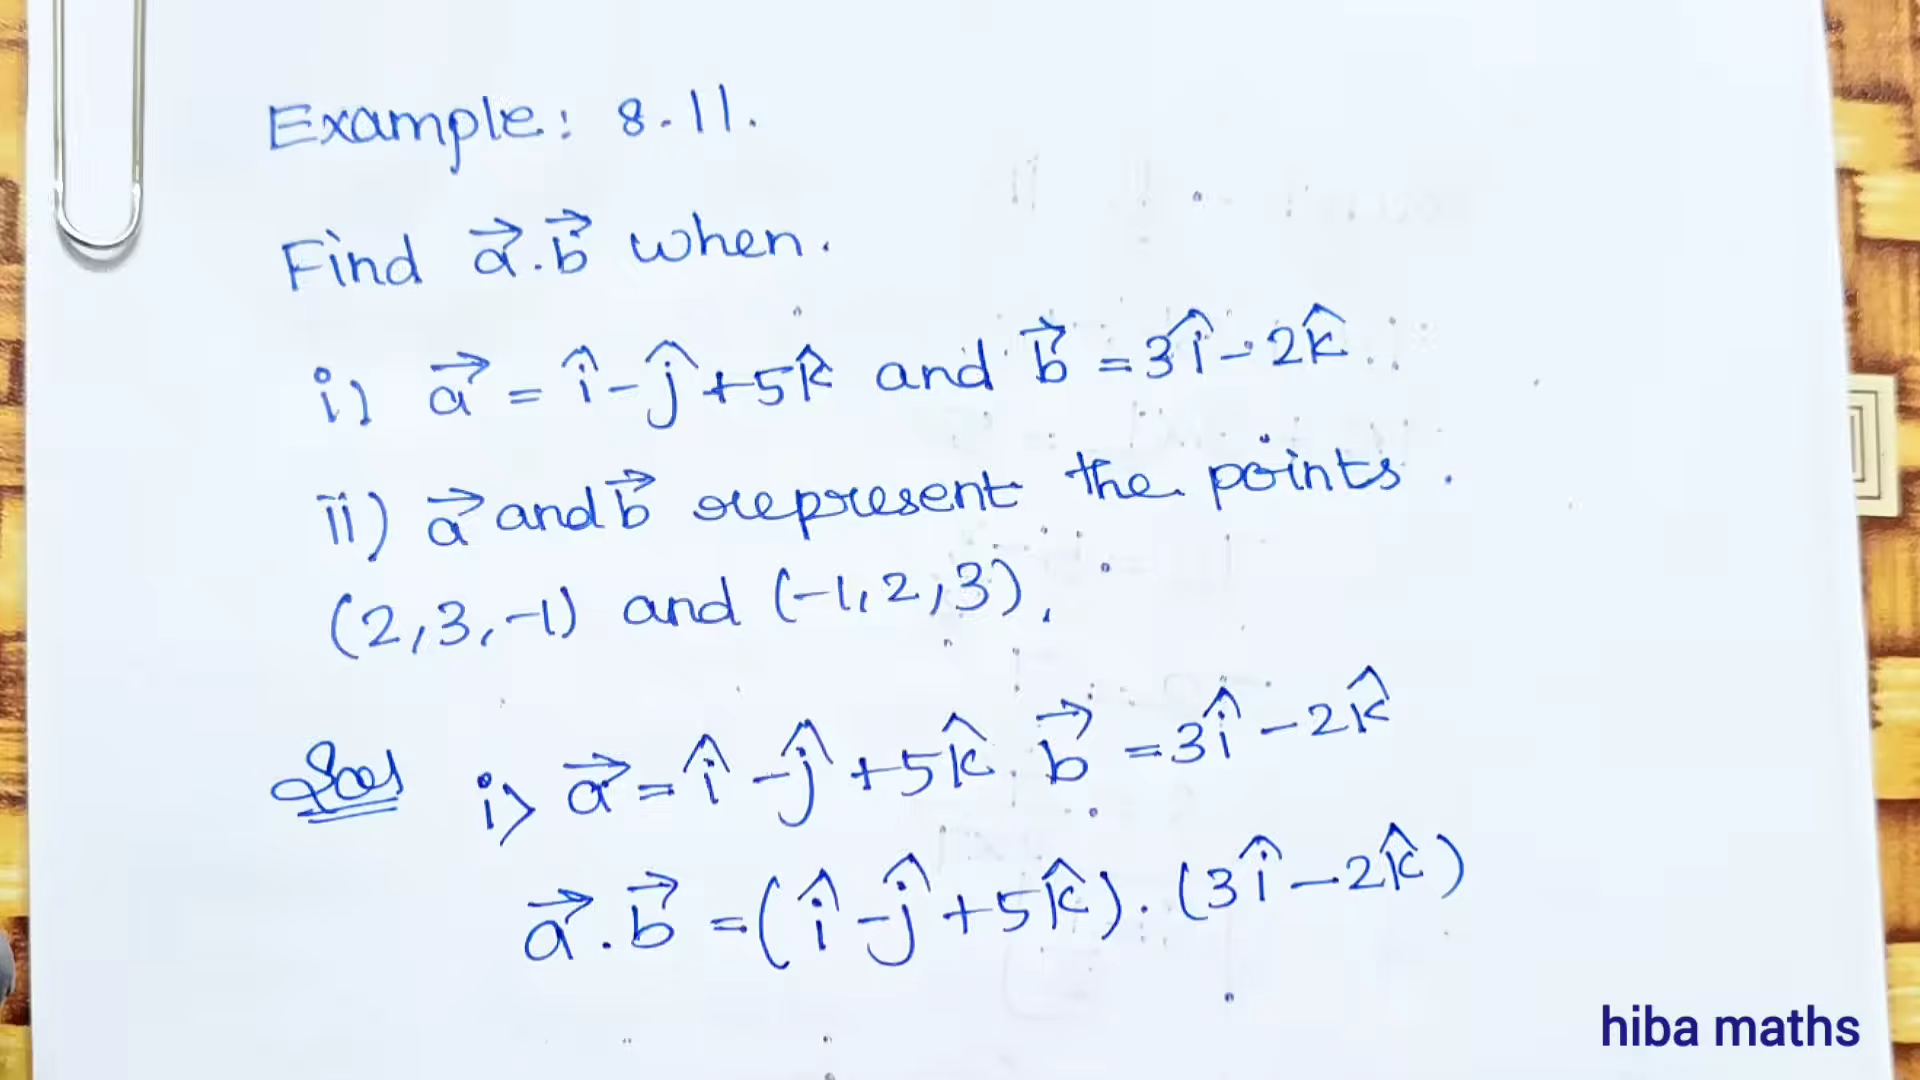 Example: 8.11.
Find a⃗.b⃗ when.
i) a⃗ = î-ĵ+5k̂ and b⃗ =3î-2k̂.
ii) a⃗ and b⃗ represent the points.
(2,3,-1) and (-1,2,3).
i) a⃗ = î-ĵ+5k̂. b⃗ =3î-2k̂
a⃗.b⃗ =(î-ĵ+5k̂).(3î-2k̂)
hiba maths